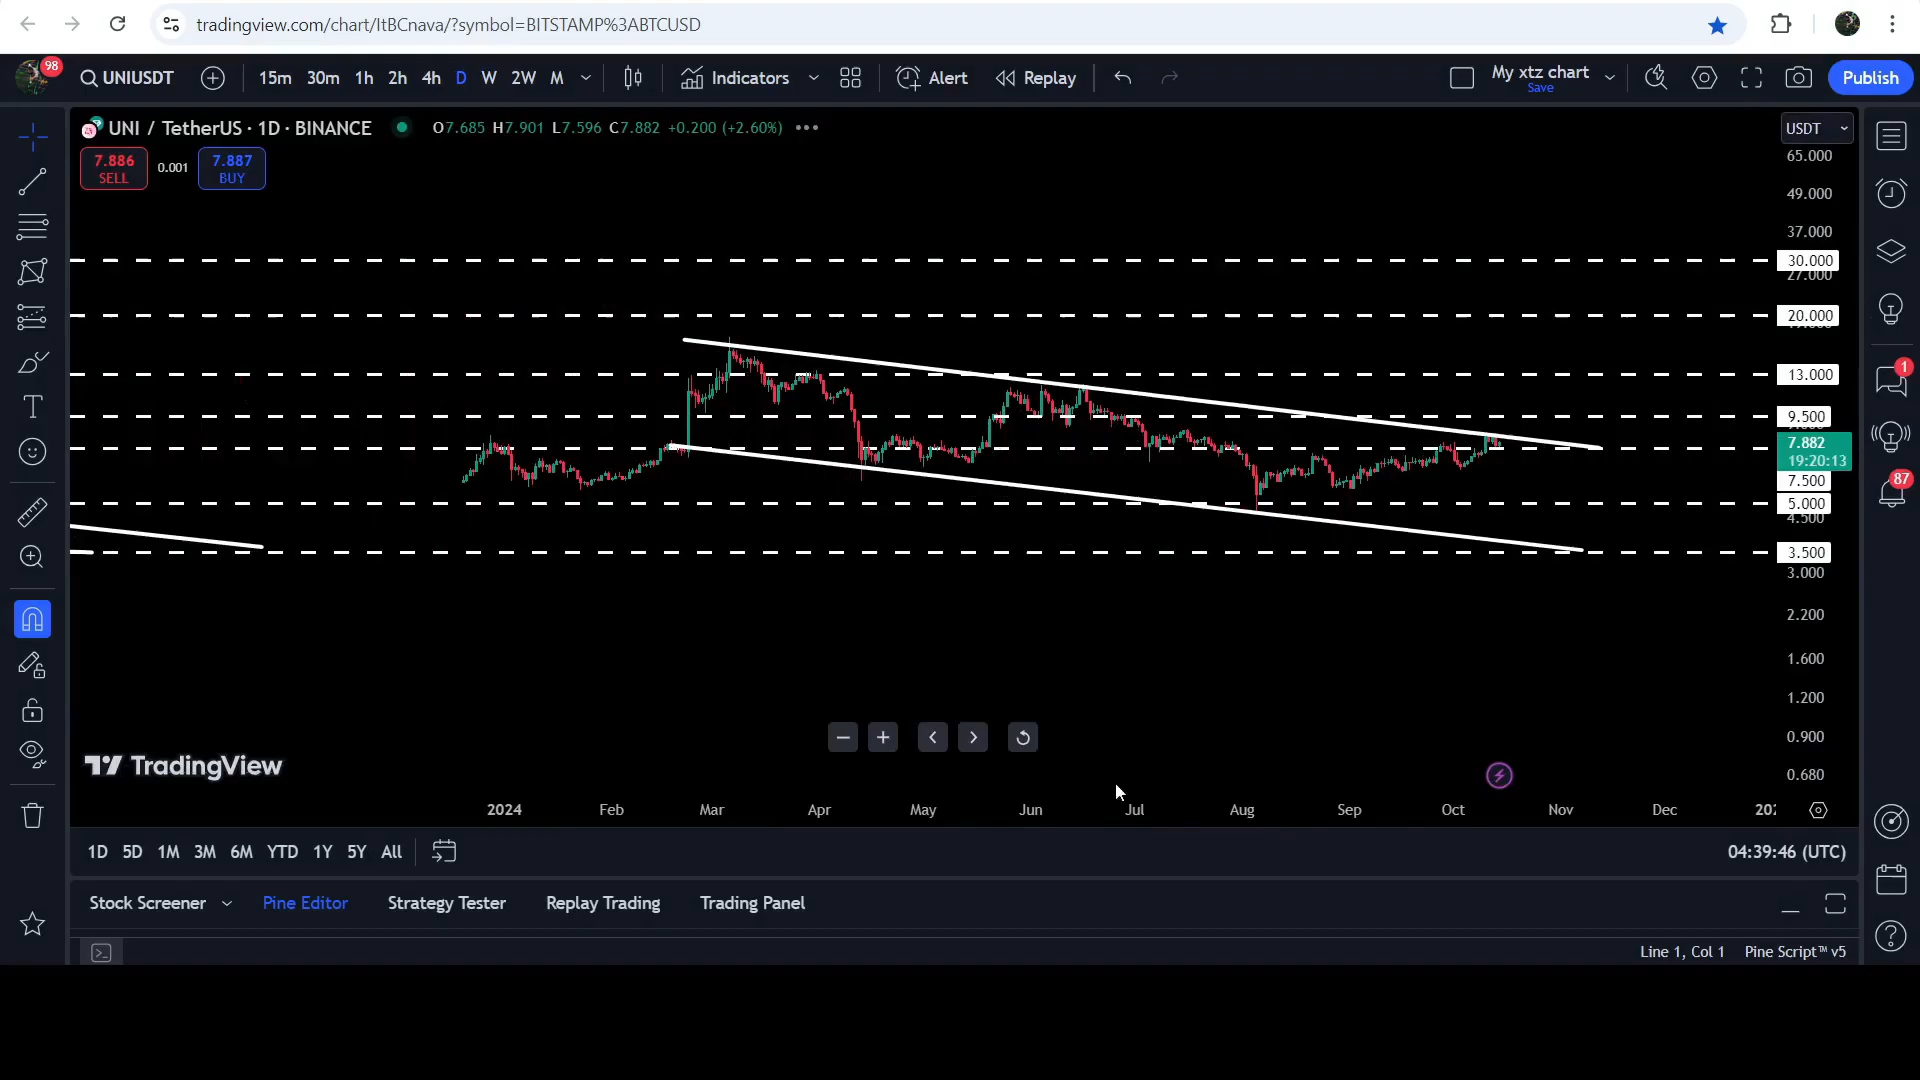 tradingview.com/chart/ItBCnava/?symbol=BITSTAMP%3ABTCUSD
98
UNIUSDT 15m 30m 1h 2h 4h D W 2W M Indicators Alert Replay My xtz chart Publish
Save
UNI / TetherUS · 1D · BINANCE O7.685 H7.901 L7.596 C7.882 +0.200 (+2.60%) USDT
7.886 0.001 7.887
SELL BUY
65.000
49.000
37.000
30.000
27.000
20.000
13.000
9.500
7.882
19:20:13
7.500
5.000
4.500
3.500
3.000
2.200
1.600
1.200
0.900
0.680
1
87
TradingView
2024 Feb Mar Apr May Jun Jul Aug Sep Oct Nov Dec
1D 5D 1M 3M 6M YTD 1Y 5Y All 04:39:46 (UTC)
Stock Screener Pine Editor Strategy Tester Replay Trading Trading Panel
Line 1, Col 1 Pine Script™ v5